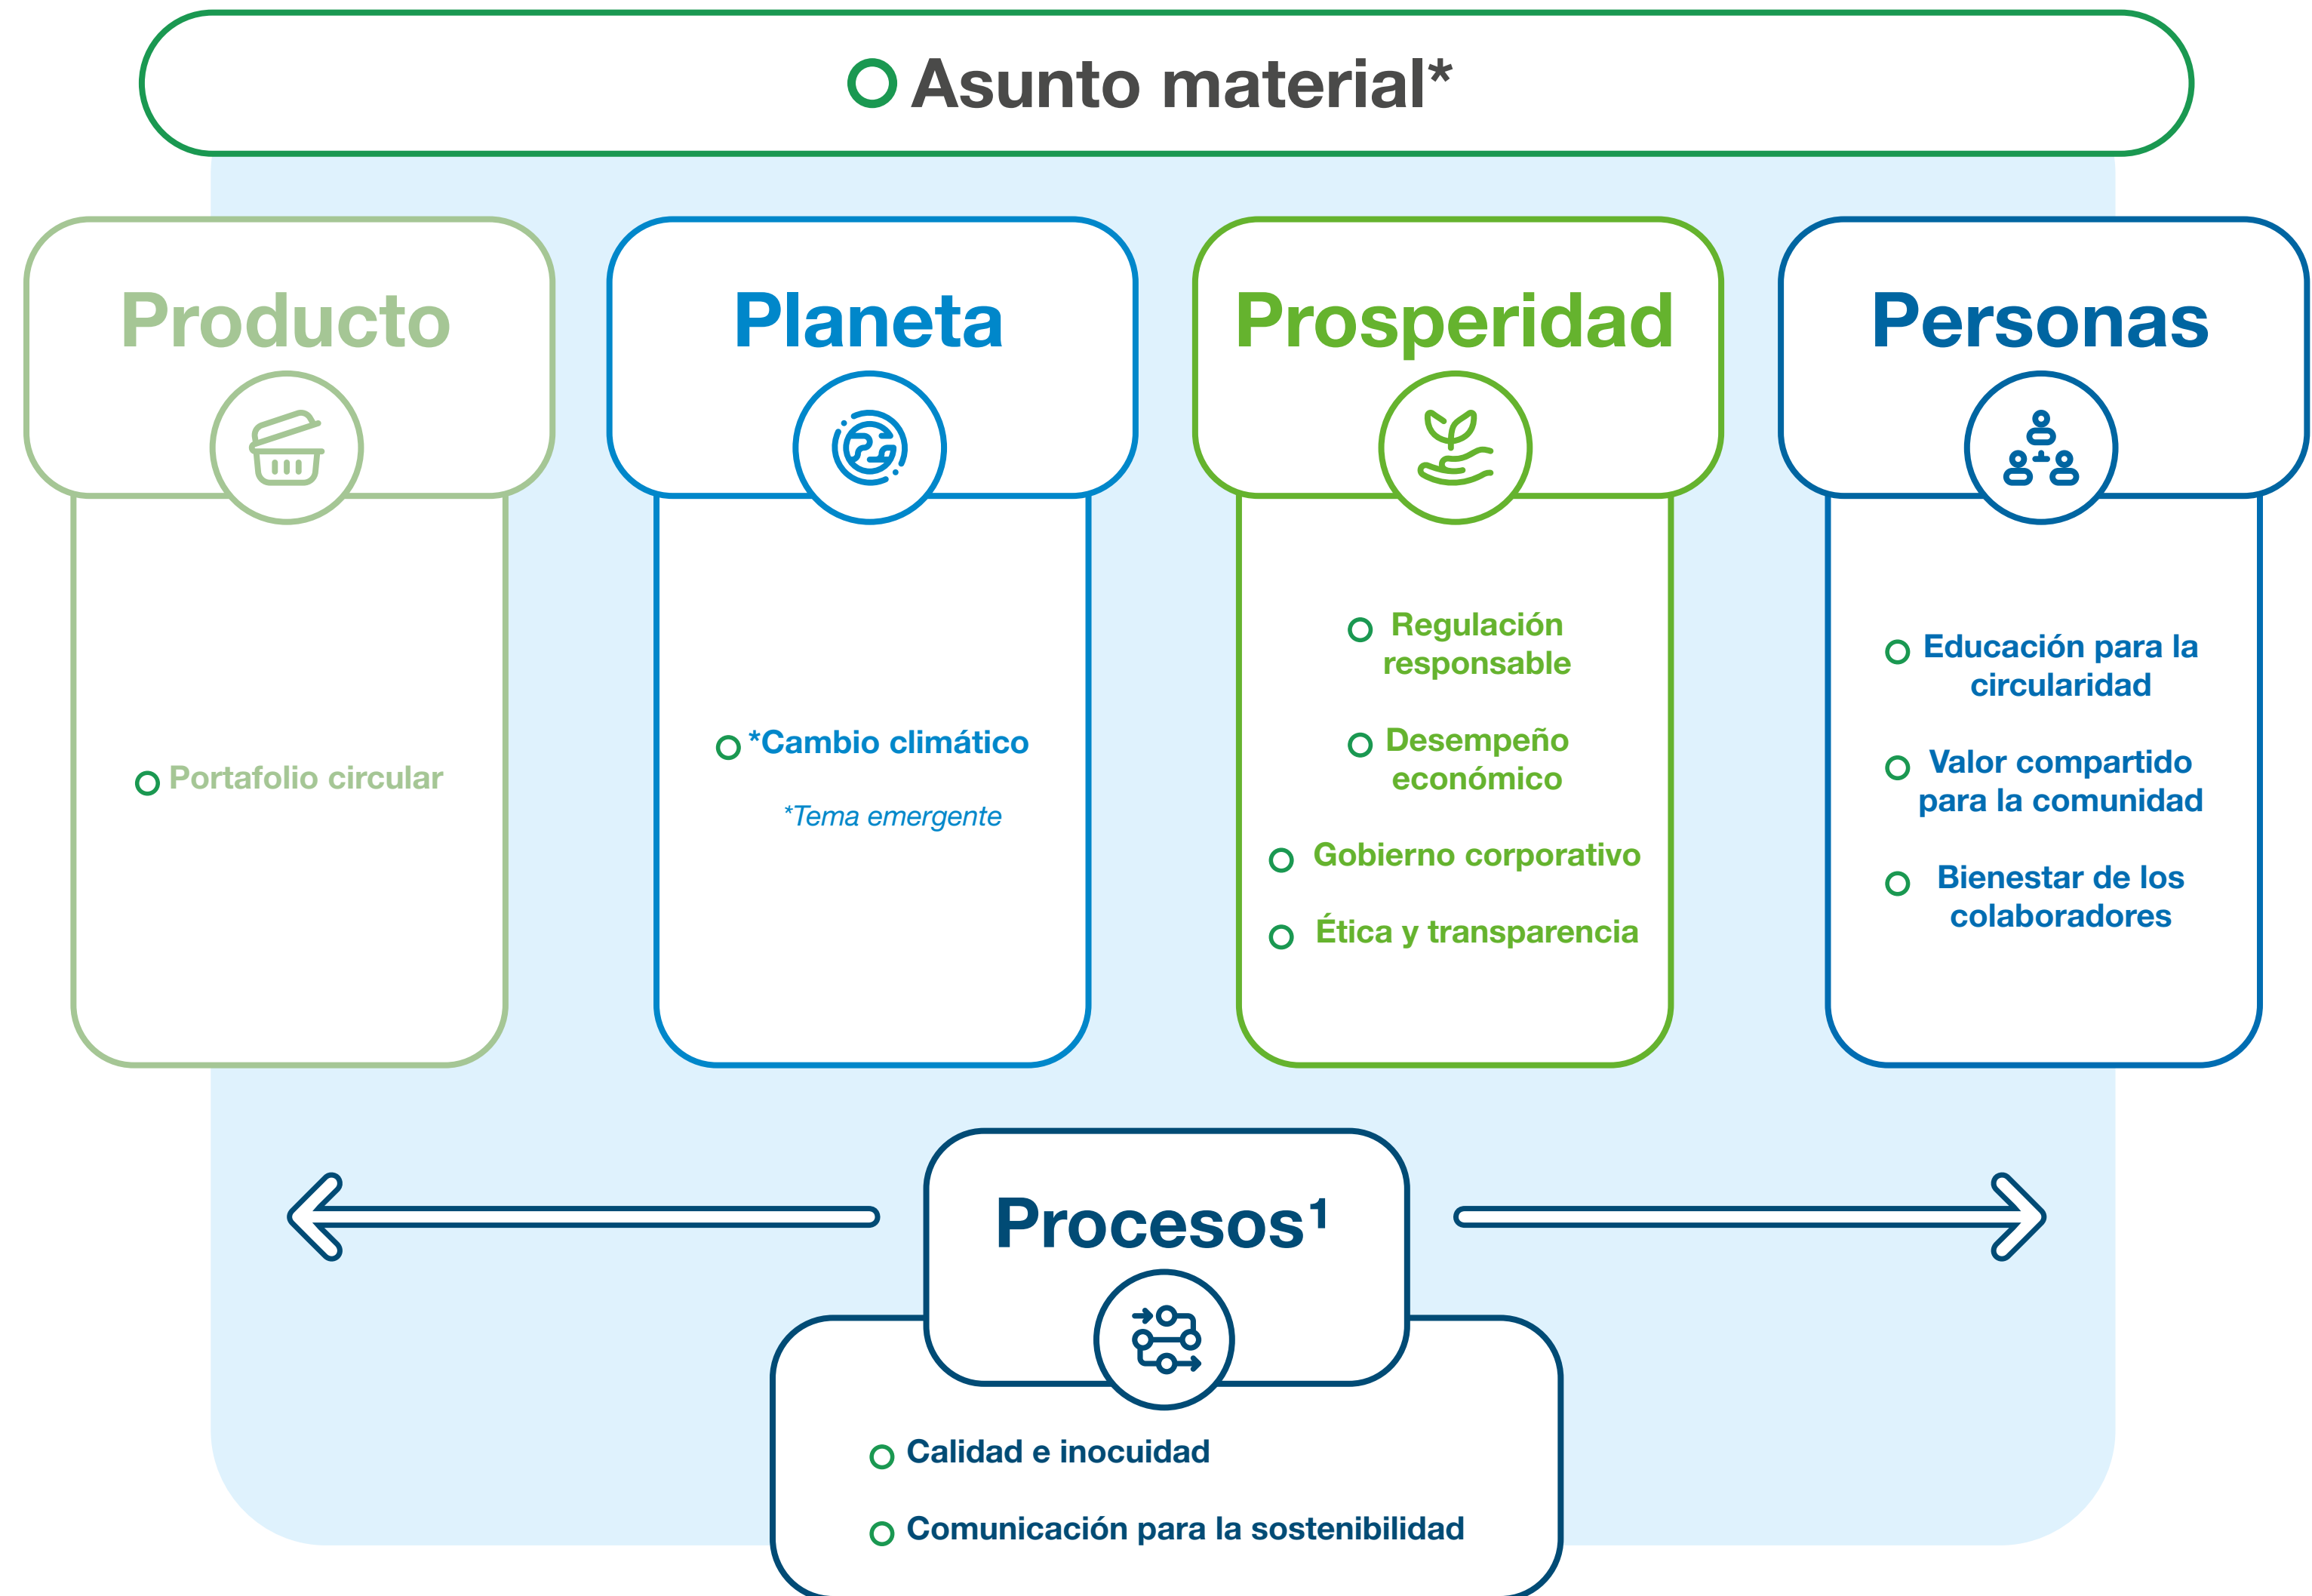 Asunto material*
Producto
Portafolio circular
Planeta
*Cambio climático
*Tema emergente
Prosperidad
Regulación
responsable
Desempeño
económico
Gobierno corporativo
Ética y transparencia
Personas
Educación para la
circularidad
Valor compartido
para la comunidad
Bienestar de los
colaboradores
Procesos¹
Calidad e inocuidad
Comunicación para la sostenibilidad